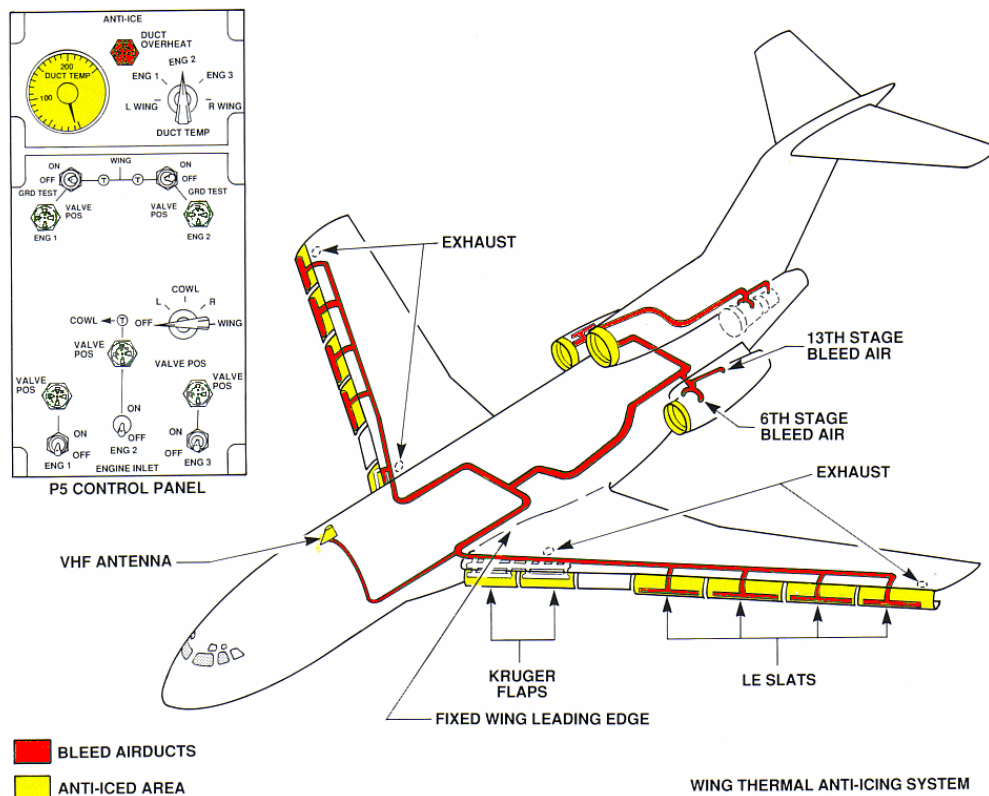 ANTI-ICE
DUCT
OVERHEAT
200
DUCT TEMP
100
ENG 2
ENG 1
ENG 3
L WING
R WING
DUCT TEMP
WING
ON
OFF
ON
OFF
GRD TEST
GRD TEST
VALVE
POS
VALVE
POS
ENG 1
ENG 2
COWL
L
R
COWL
T
OFF
WING
VALVE
POS
VALVE POS
VALVE
POS
VALVE
POS
ON
OFF
ON
OFF
ENG 2
ON
OFF
ENG 1
ENGINE INLET
ENG 3
P5 CONTROL PANEL
EXHAUST
13TH STAGE
BLEED AIR
6TH STAGE
BLEED AIR
EXHAUST
VHF ANTENNA
KRUGER
FLAPS
LE SLATS
FIXED WING LEADING EDGE
BLEED AIRDUCTS
ANTI-ICED AREA
WING THERMAL ANTI-ICING SYSTEM